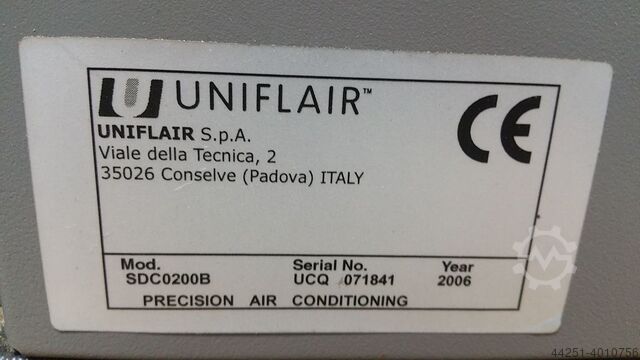 UNIFLAIR™
UNIFLAIR S.p.A.
Viale della Tecnica, 2
35026 Conselve (Padova) ITALY
CE
Mod. Serial No. Year
SDC0200B UCQ 071841 2006
PRECISION AIR CONDITIONING
44251-4010756